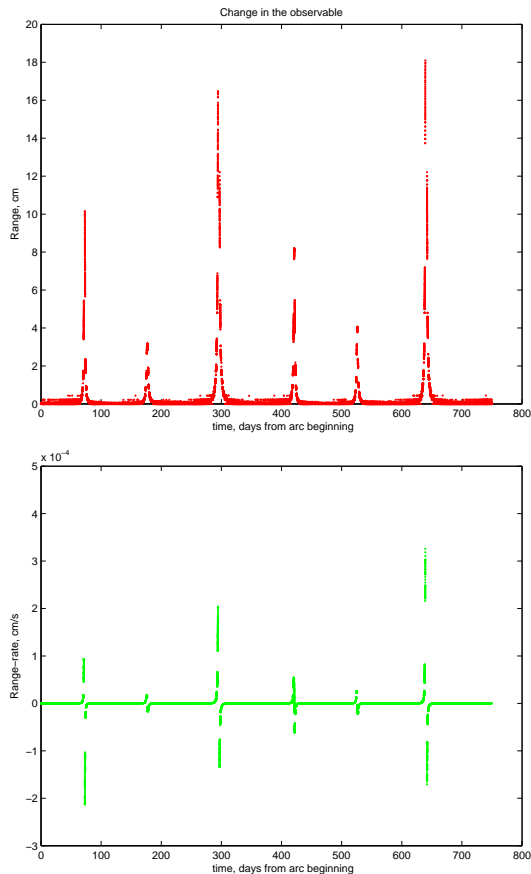 Change in the observable
20
18
16
14
12
10
8
6
4
2
0
Range, cm
0 100 200 300 400 500 600 700 800
time, days from arc beginning
x 10⁻⁴
5
4
3
2
1
0
−1
−2
−3
Range−rate, cm/s
0 100 200 300 400 500 600 700 800
time, days from arc beginning